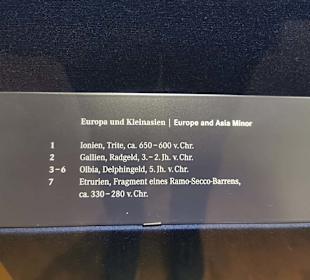 Europa und Kleinasien | Europe and Asia Minor
1 Ionien, Trite, ca. 650–600 v. Chr.
2 Gallien, Radgeld, 3.–2. Jh. v. Chr.
3–6 Olbia, Delphingeld, 5. Jh. v. Chr.
7 Etrurien, Fragment eines Ramo-Secco-Barrens,
ca. 330–280 v. Chr.